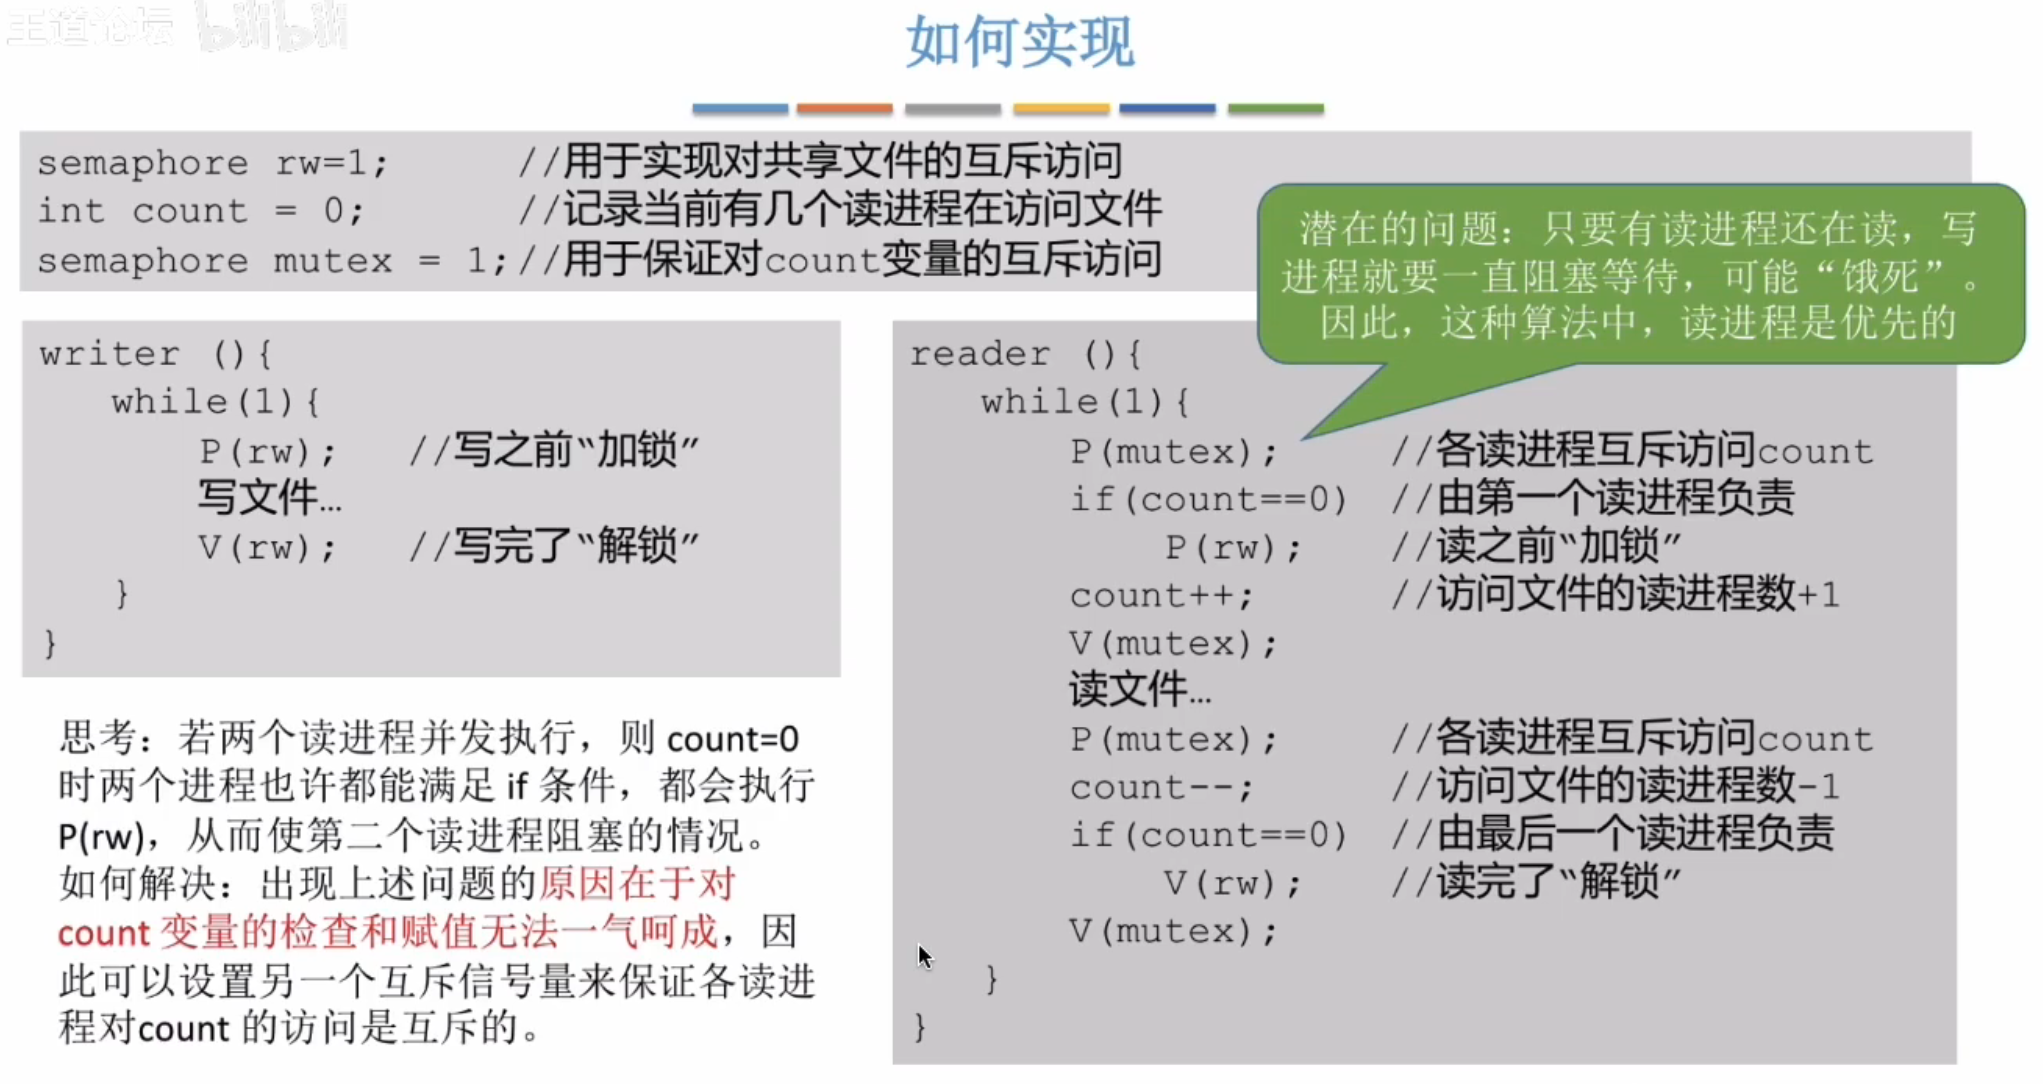 王道论坛 bilibili
如何实现
semaphore rw=1; //用于实现对共享文件的互斥访问
int count = 0; //记录当前有几个读进程在访问文件
semaphore mutex = 1;//用于保证对count变量的互斥访问
潜在的问题：只要有读进程还在读，写
进程就要一直阻塞等待，可能“饿死”。
因此，这种算法中，读进程是优先的
writer (){
while(1){
P(rw); //写之前“加锁”
写文件…
V(rw); //写完了“解锁”
}
}
思考：若两个读进程并发执行，则 count=0
时两个进程也许都能满足 if 条件，都会执行
P(rw)，从而使第二个读进程阻塞的情况。
如何解决：出现上述问题的原因在于对
count 变量的检查和赋值无法一气呵成，因
此可以设置另一个互斥信号量来保证各读进
程对count 的访问是互斥的。
reader (){
while(1){
P(mutex); //各读进程互斥访问count
if(count==0) //由第一个读进程负责
P(rw); //读之前“加锁”
count++; //访问文件的读进程数+1
V(mutex);
读文件…
P(mutex); //各读进程互斥访问count
count--; //访问文件的读进程数-1
if(count==0) //由最后一个读进程负责
V(rw); //读完了“解锁”
V(mutex);
}
}